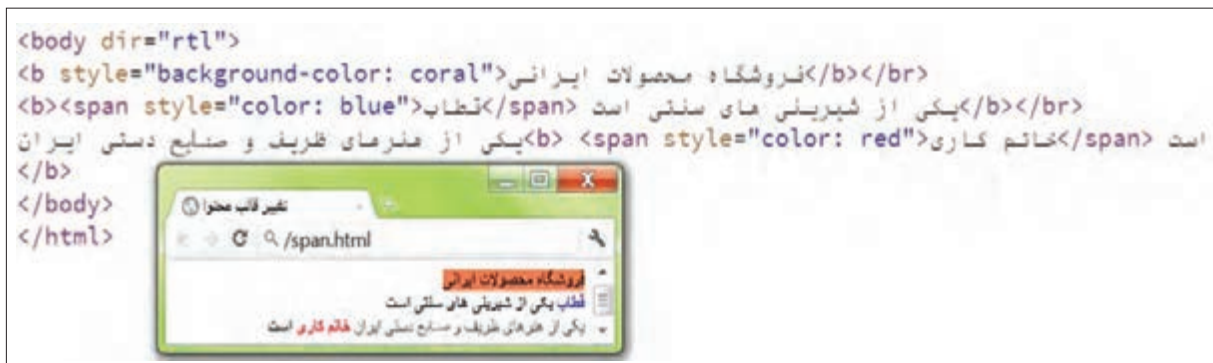 <body dir="rtl">
<b style="background-color: coral">فروشگاه محصولات ایرانی</b></br>
<b><span style="color: blue">قطاب</span> یکی از شیرینی های سنتی است</b></br>
یکی از هنرهای ظریف و صنایع دستی ایران<b> <span style="color: red">خاتم کاری</span> است
</b>
</body>
</html>
تغییر قالب محتوا
/span.html
فروشگاه محصولات ایرانی
قطاب یکی از شیرینی های سنتی است
یکی از هنرهای ظریف و صنایع دستی ایران خاتم کاری است